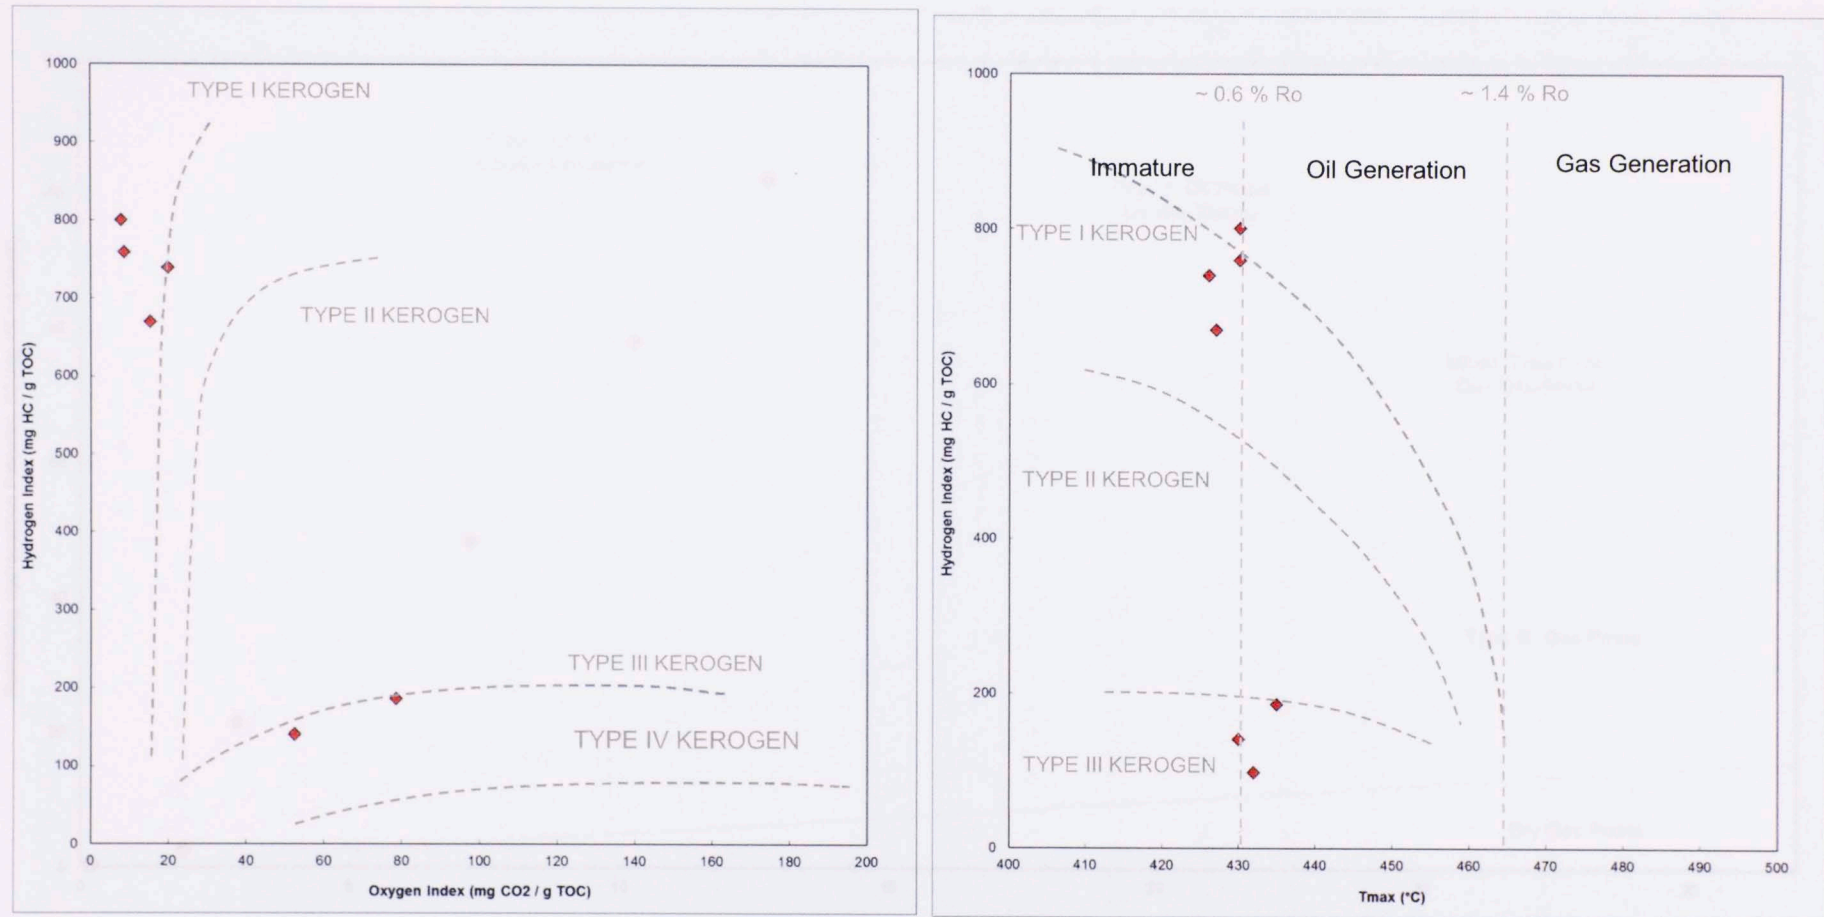 1000
TYPE I KEROGEN
900
800
700
TYPE II KEROGEN
600
500
400
300
TYPE III KEROGEN
200
TYPE IV KEROGEN
100
0
0 20 40 60 80 100 120 140 160 180 200
Hydrogen Index (mg HC / g TOC)
Oxygen Index (mg CO2 / g TOC)
1000
~ 0.6 % Ro
~ 1.4 % Ro
Immature
Oil Generation
Gas Generation
800
TYPE I KEROGEN
600
TYPE II KEROGEN
400
200
TYPE III KEROGEN
0
400 410 420 430 440 450 460 470 480 490 500
Hydrogen Index (mg HC / g TOC)
Tmax (°C)